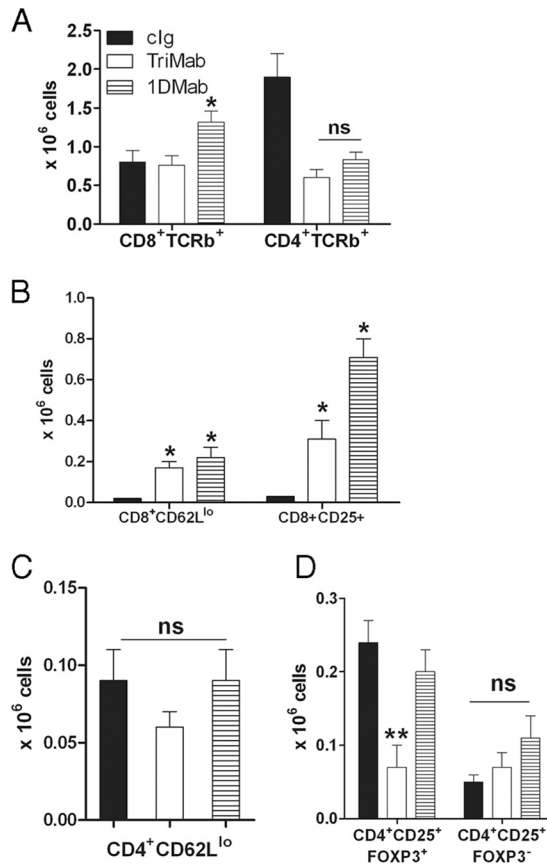 A
cIg
TriMab
1DMab
x 10⁶ cells
2.5
2.0
1.5
1.0
0.5
0.0
*
ns
CD8⁺TCRb⁺
CD4⁺TCRb⁺
B
x 10⁶ cells
1.0
0.8
0.6
0.4
0.2
0.0
*
*
*
*
CD8⁺CD62Lˡᵒ
CD8+CD25+
C
x 10⁶ cells
0.15
0.10
0.05
0.00
ns
CD4⁺CD62Lˡᵒ
D
x 10⁶ cells
0.3
0.2
0.1
0.0
**
ns
CD4⁺CD25⁺
FOXP3⁺
CD4⁺CD25⁺
FOXP3⁻